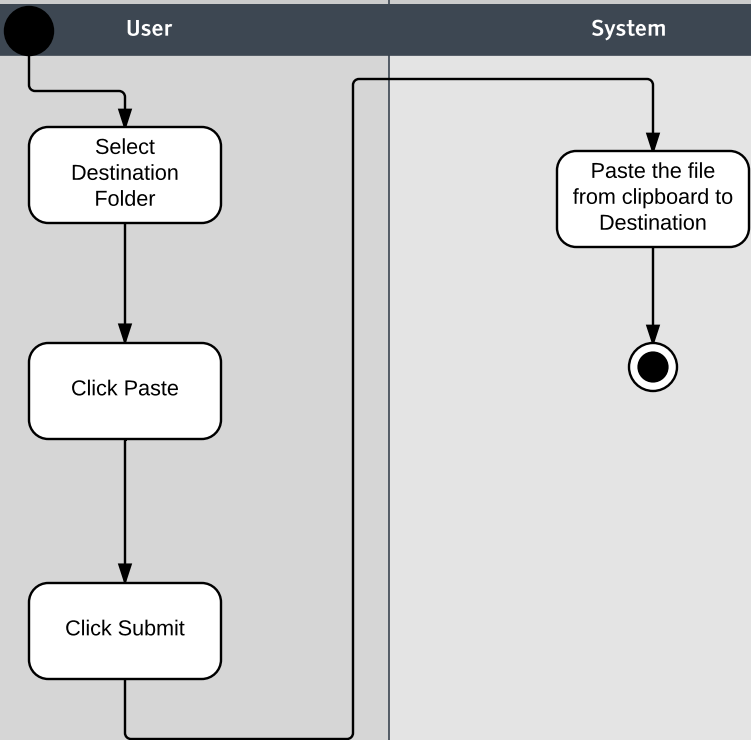 User
System
Select
Destination
Folder
Click Paste
Click Submit
Paste the file
from clipboard to
Destination